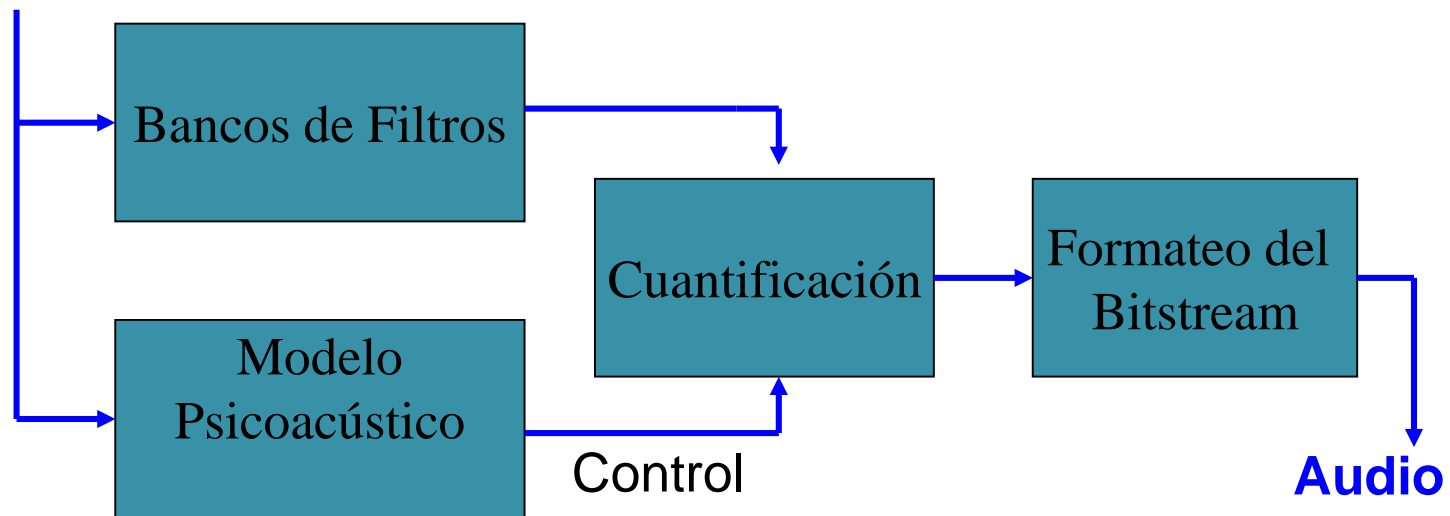 Bancos de Filtros
Modelo
Psicoacústico
Control
Cuantificación
Formateo del
Bitstream
Audio